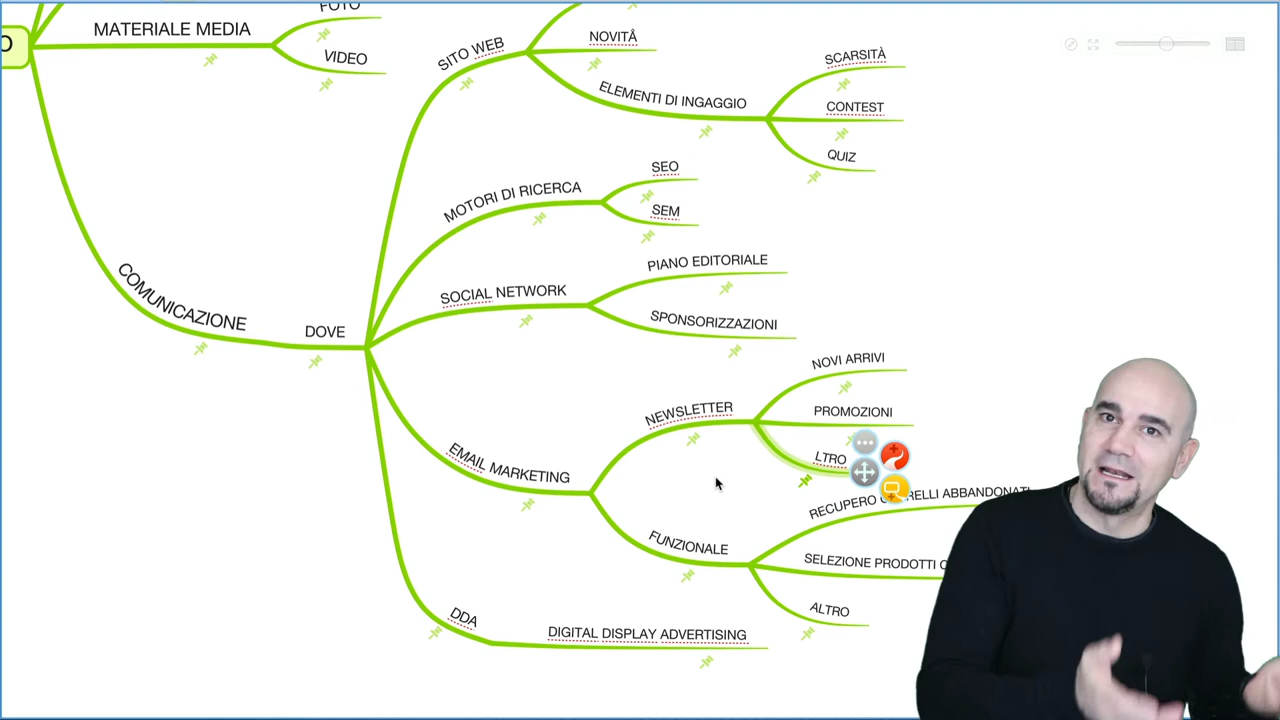 O
MATERIALE MEDIA
FOTO
VIDEO
SITO WEB
NOVITÅ
ELEMENTI DI INGAGGIO
SCARSITÀ
CONTEST
QUIZ
MOTORI DI RICERCA
SEO
SEM
COMUNICAZIONE
DOVE
SOCIAL NETWORK
PIANO EDITORIALE
SPONSORIZZAZIONI
EMAIL MARKETING
NEWSLETTER
NOVI ARRIVI
PROMOZIONI
LTRO
FUNZIONALE
RECUPERO ABBANDONATI
SELEZIONE PRODOTTI
ALTRO
DDA
DIGITAL DISPLAY ADVERTISING